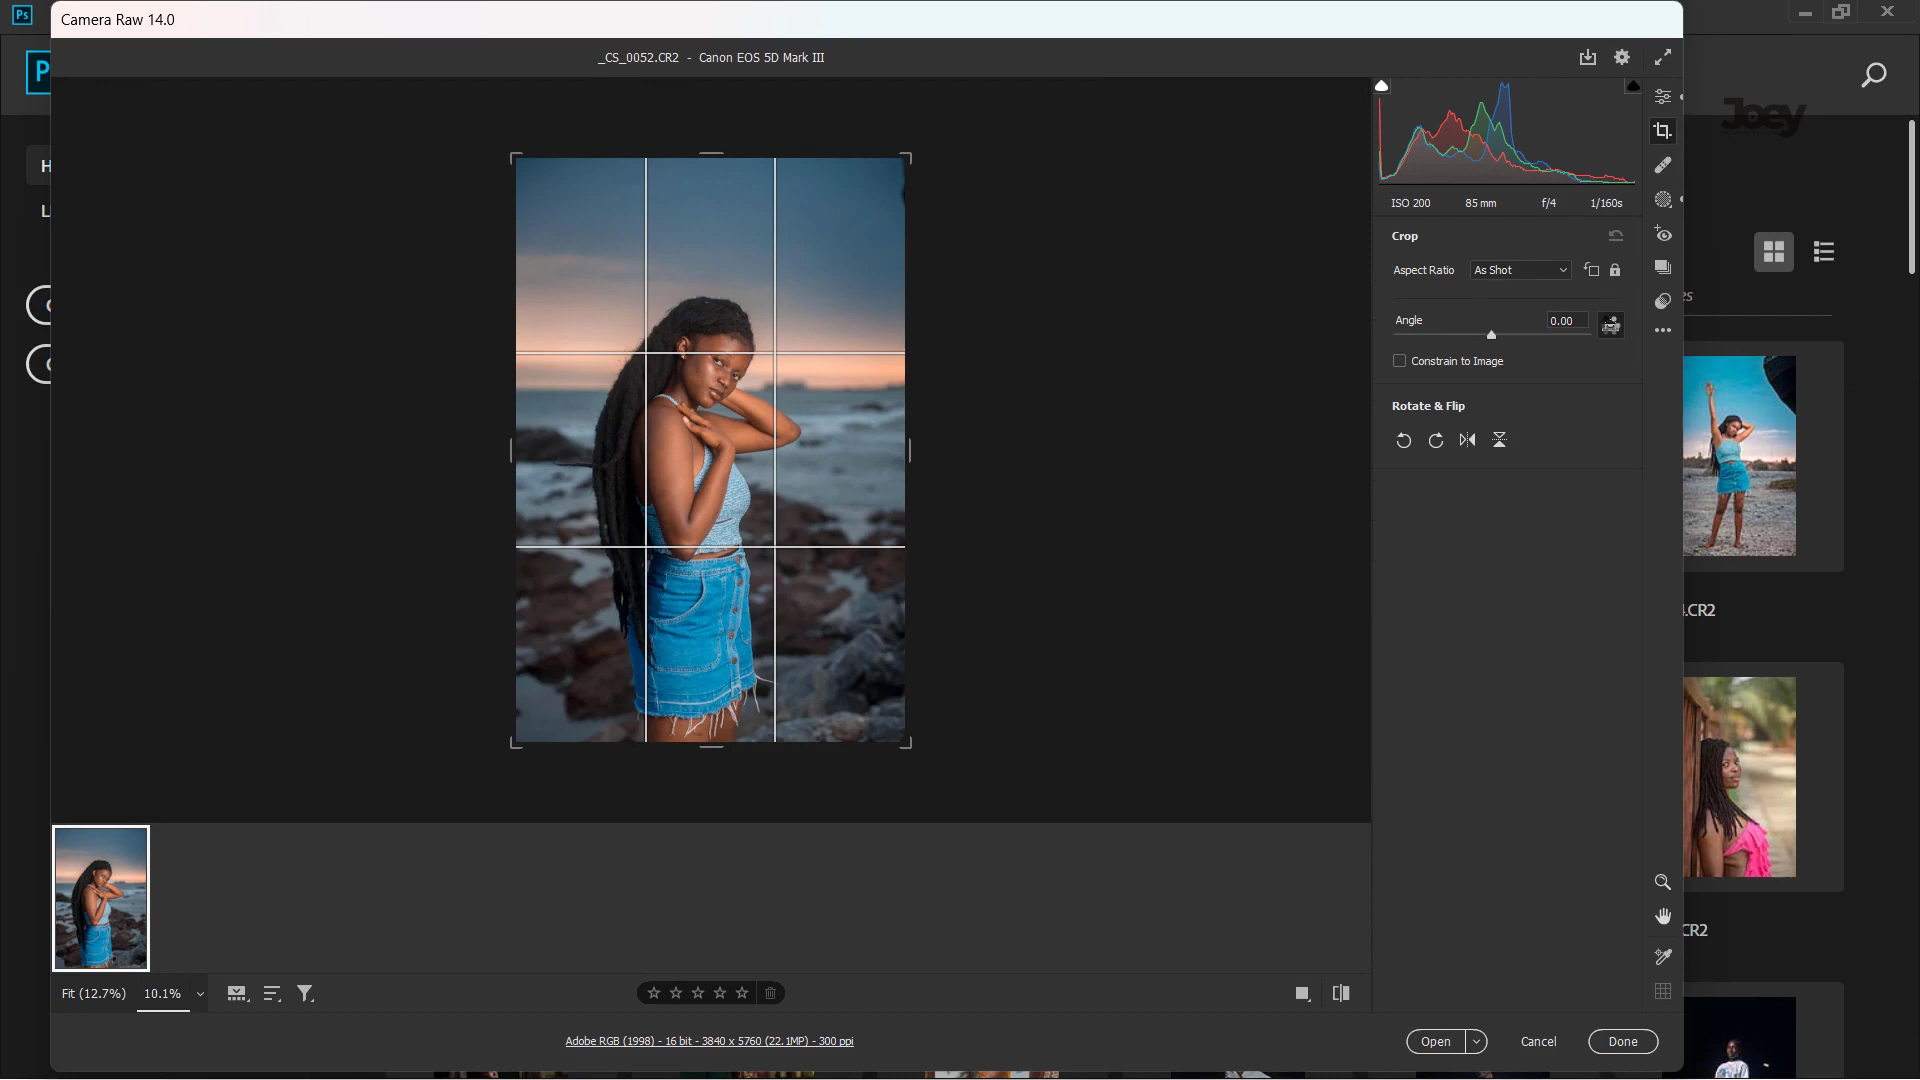 Ps
Camera Raw 14.0
_CS_0052.CR2 - Canon EOS 5D Mark III
Joey
ISO 200 85 mm f/4 1/160s
Crop
Aspect Ratio As Shot
Angle 0.00
Constrain to Image
Rotate & Flip
.CR2
CR2
Fit (12.7%) 10.1%
Adobe RGB (1998) - 16 bit - 3840 x 5760 (22.1MP) - 300 ppi
Open Cancel Done